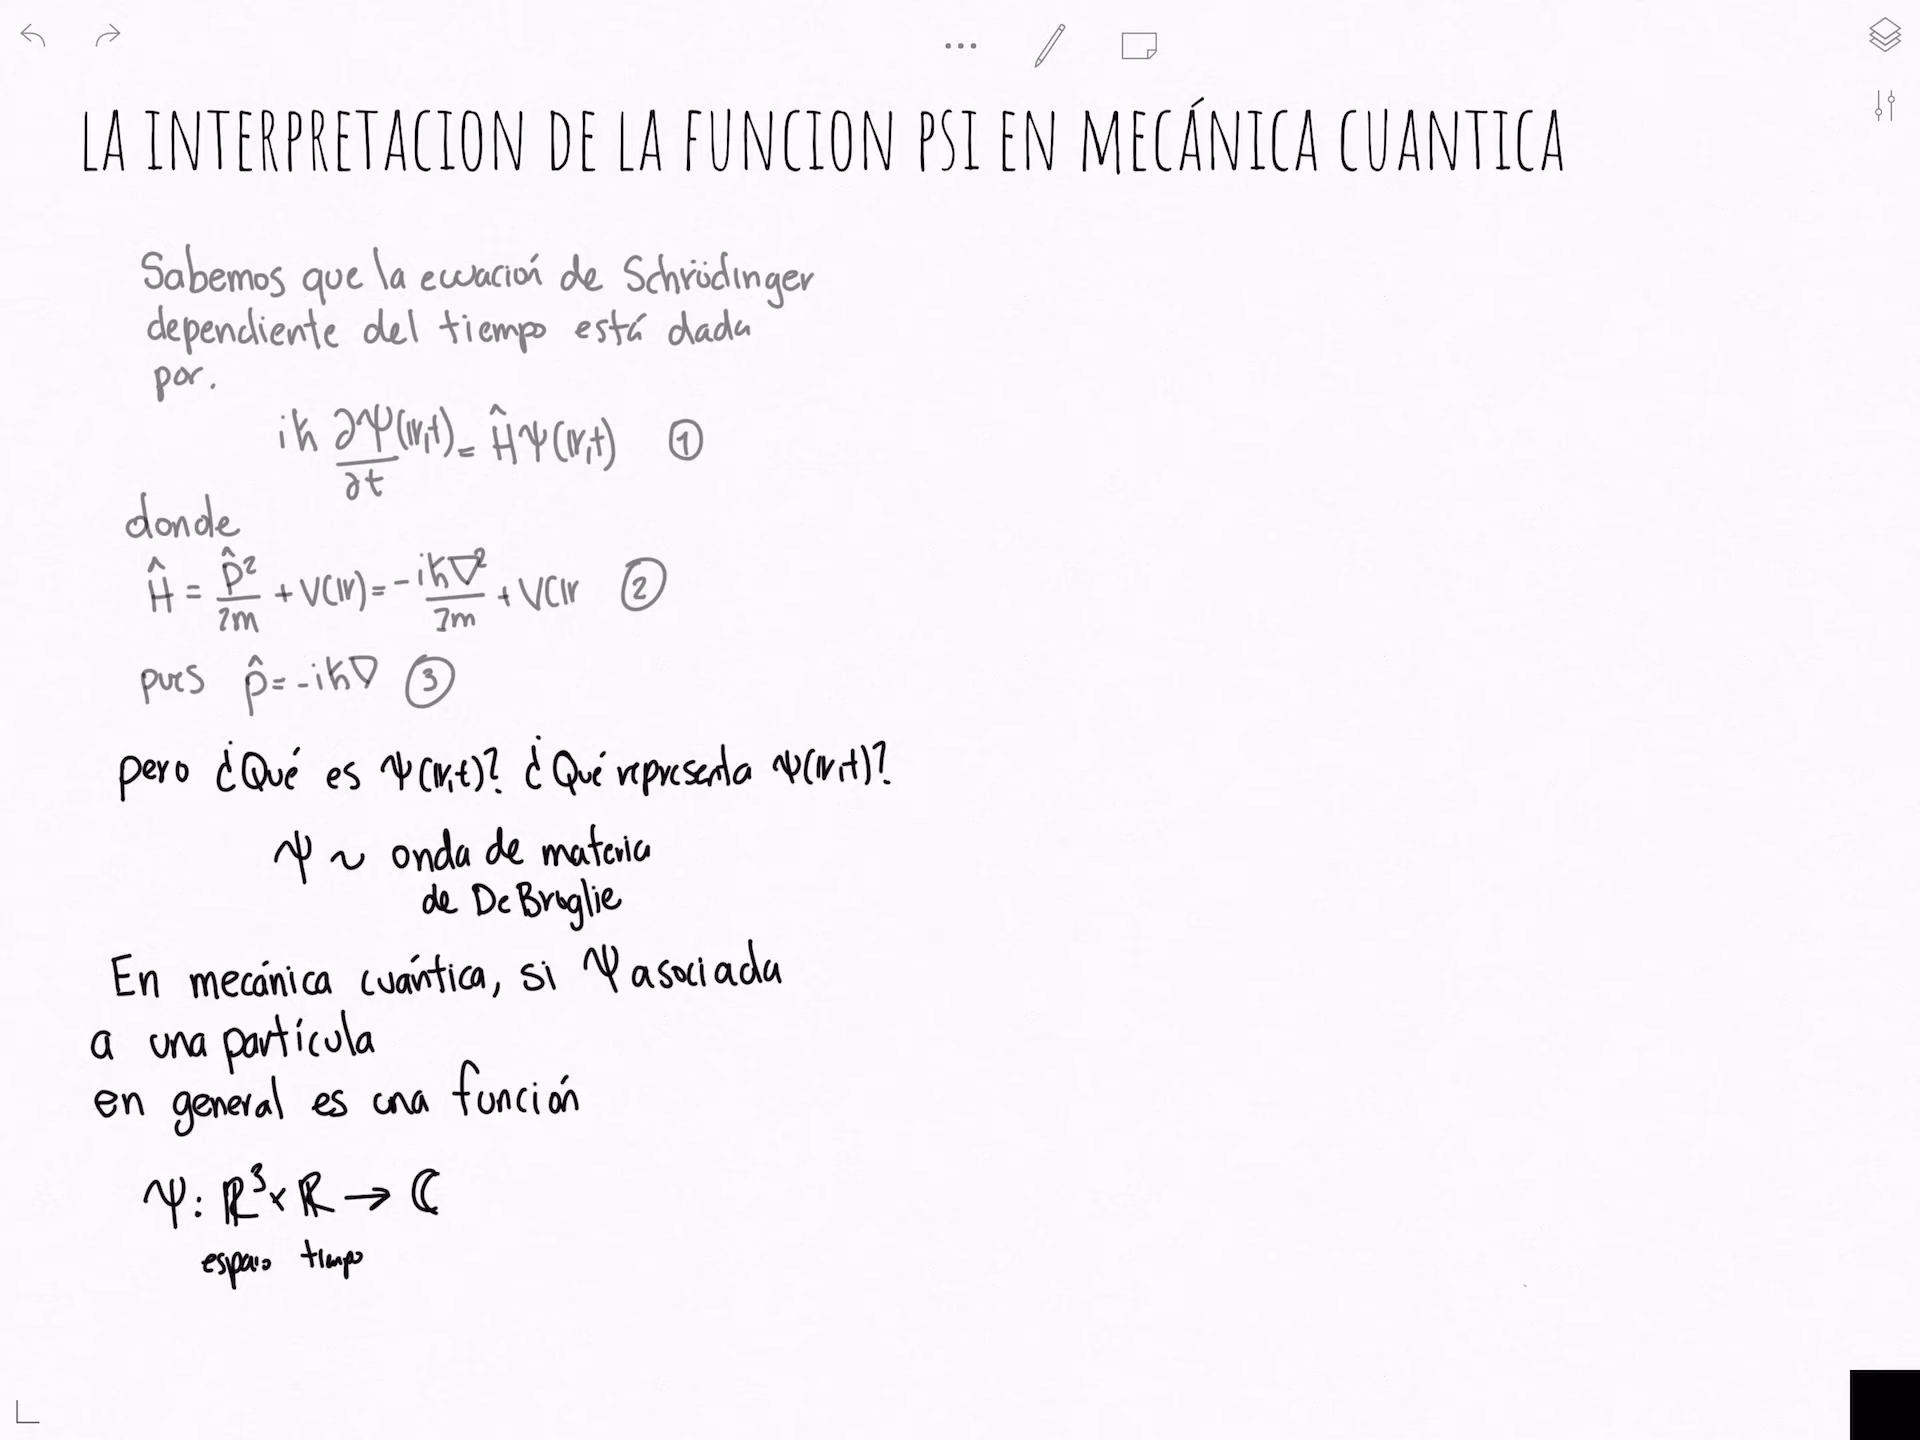 LA INTERPRETACION DE LA FUNCION PSI EN MECÁNICA CUANTICA
Sabemos que la ecuación de Schrödinger
dependiente del tiempo está dada
por.
iħ ∂Ψ(r,t)/∂t = ĤΨ(r,t) ①
donde
Ĥ = p̂²/2m + V(r) = -iħ∇²/2m + V(r ②
pues p̂ = -iħ∇ ③
pero ¿Qué es Ψ(r,t)? ¿Qué representa Ψ(r,t)?
Ψ ~ onda de materia
de De Broglie
En mecánica cuántica, si Ψ asociada
a una partícula
en general es una función
Ψ: ℝ³ × ℝ → ℂ
espacio tiempo